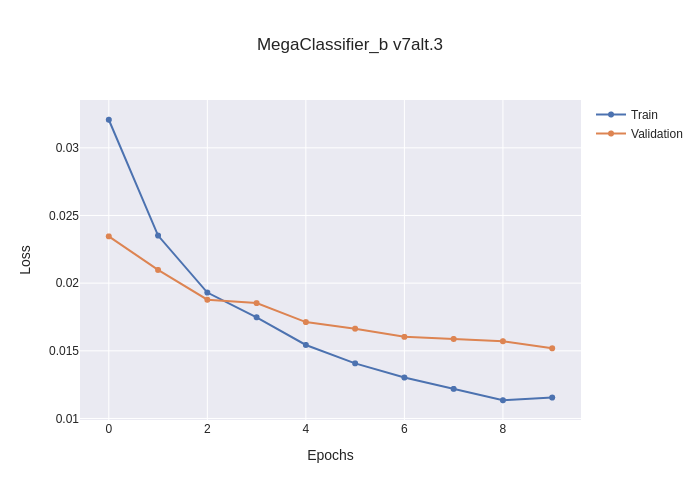 MegaClassifier_b v7alt.3
Train
Validation
0.03
0.025
0.02
0.015
0.01
Loss
0
2
4
6
8
Epochs